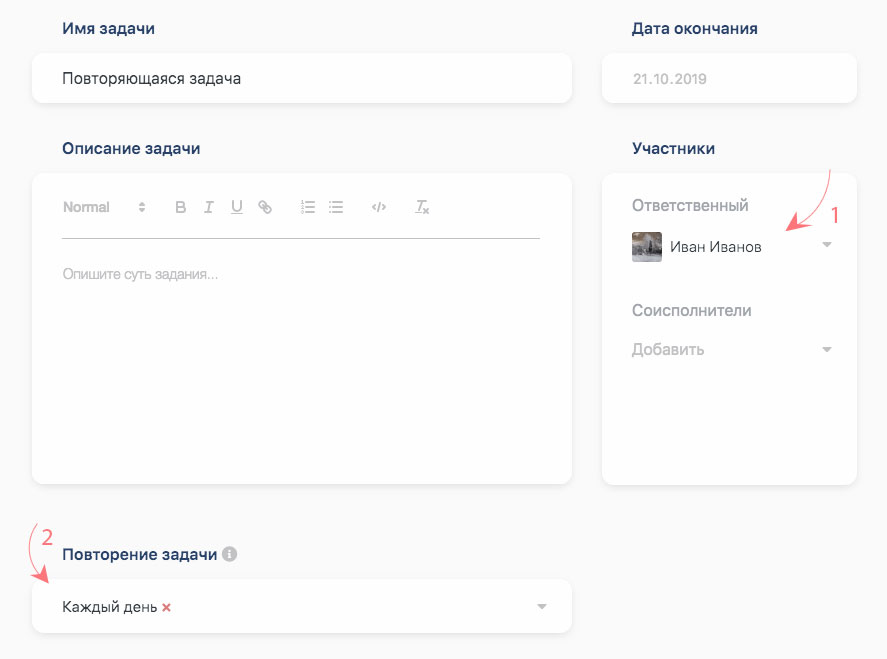 Имя задачи
Дата окончания
Повторяющаяся задача
21.10.2019
Описание задачи
Участники
Normal B I U </> Tx
Опишите суть задания...
Ответственный
1
Иван Иванов
Соисполнители
Добавить
2
Повторение задачи i
Каждый день ×